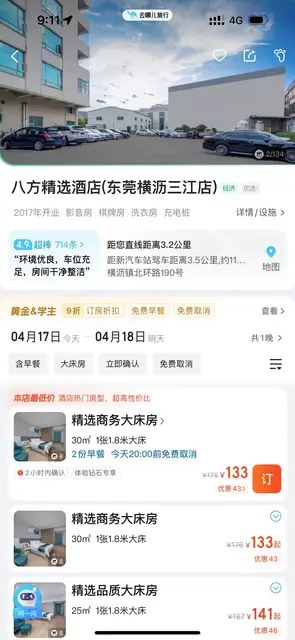 9:11
去哪儿旅行
4G
2/134
八方精选酒店(东莞横沥三江店) 经济 优选
2017年开业 影音房 棋牌房 洗衣房 充电桩 详情/设施 >
4.9 超棒 714条 >
“环境优良，车位充足，房间干净整洁”
距您直线距离3.2公里
距新汽车站驾车距离3.5公里,约11...
横沥镇北环路190号
地图
黄金&学生 9折 订房折扣 免费早餐 免费取消 查看 >
04月17日 今天 — 04月18日 明天 共1晚 >
含早餐 大床房 立即确认 免费取消
本店最低价 酒店热门房型，超高性价比
精选商务大床房 >
30㎡ 1张1.8米大床
2份早餐 今天20:00前免费取消
2小时内确认 体验钻石专享
8
¥176 ¥133
优惠43 >
订
精选商务大床房
30㎡ 1张1.8米大床
8
¥176 ¥133起
优惠43
精选品质大床房
25㎡ 1张1.8米大床
8
¥187 ¥141起
优惠46
问一问